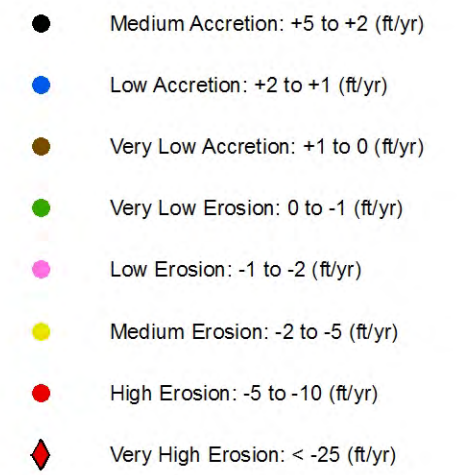 Medium Accretion: +5 to +2 (ft/yr)
Low Accretion: +2 to +1 (ft/yr)
Very Low Accretion: +1 to 0 (ft/yr)
Very Low Erosion: 0 to -1 (ft/yr)
Low Erosion: -1 to -2 (ft/yr)
Medium Erosion: -2 to -5 (ft/yr)
High Erosion: -5 to -10 (ft/yr)
Very High Erosion: < -25 (ft/yr)